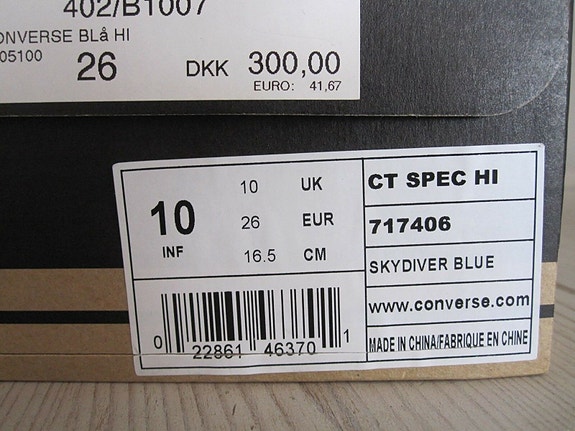 402/B1007
ONVERSE BLå HI
05100
26
DKK 300,00
EURO: 41,67
10
INF
10 UK
26 EUR
16.5 CM
CT SPEC HI
717406
SKYDIVER BLUE
www.converse.com
MADE IN CHINA/FABRIQUE EN CHINE
0 22861 46370 1